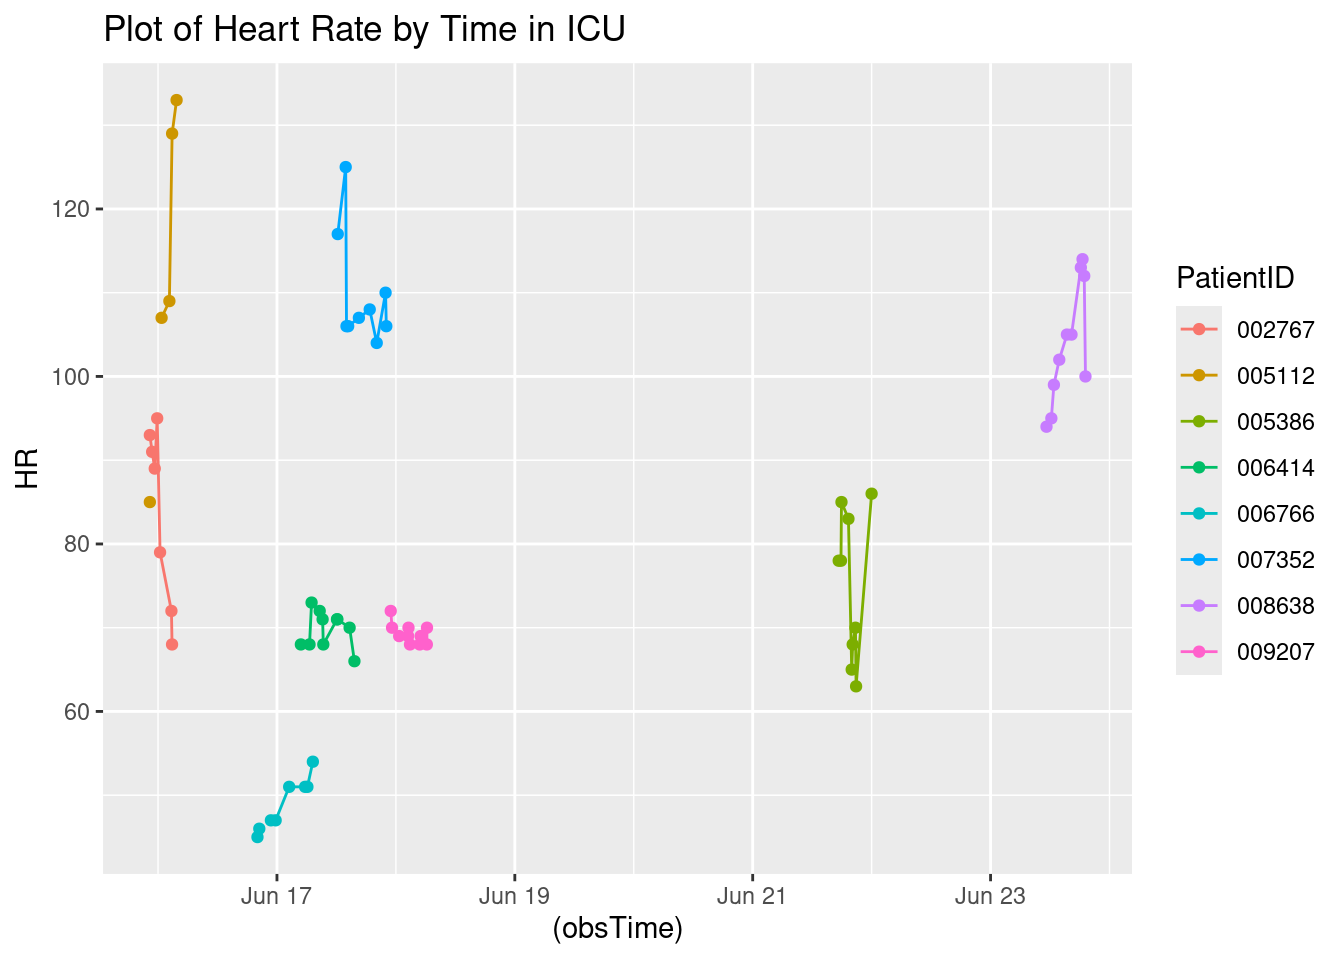 Plot of Heart Rate by Time in ICU
HR
120
100
80
60
Jun 17
Jun 19
Jun 21
Jun 23
(obsTime)
PatientID
002767
005112
005386
006414
006766
007352
008638
009207